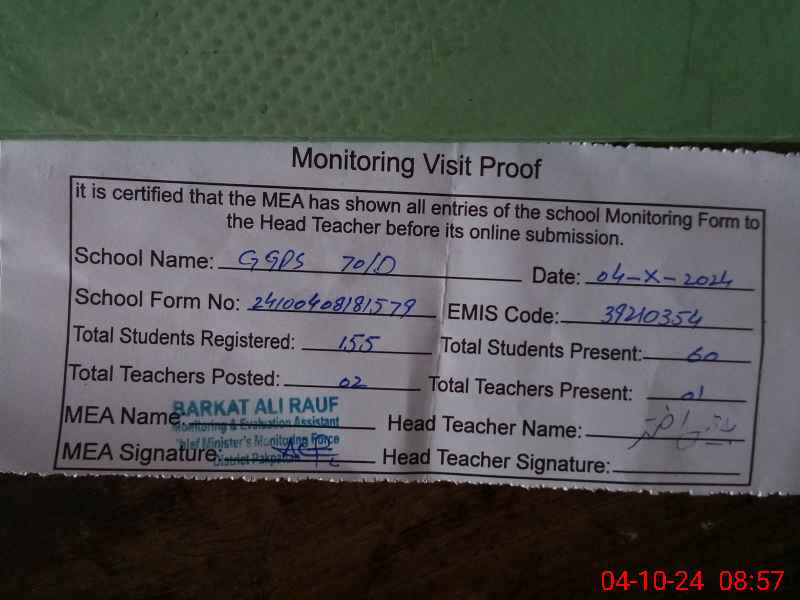 Monitoring Visit Proof
it is certified that the MEA has shown all entries of the school Monitoring Form to
the Head Teacher before its online submission.
School Name: GGPS 70/D Date: 04-X-2024
School Form No: 24100408181579 EMIS Code: 39210354
Total Students Registered: 155 Total Students Present: 60
Total Teachers Posted: 02 Total Teachers Present: 01
MEA Name: BARKAT ALI RAUF Head Teacher Name:
Monitoring & Evaluation Assistant
Chief Minister's Monitoring Force
MEA Signature: District Pakpattan Head Teacher Signature:
04-10-24 08:57